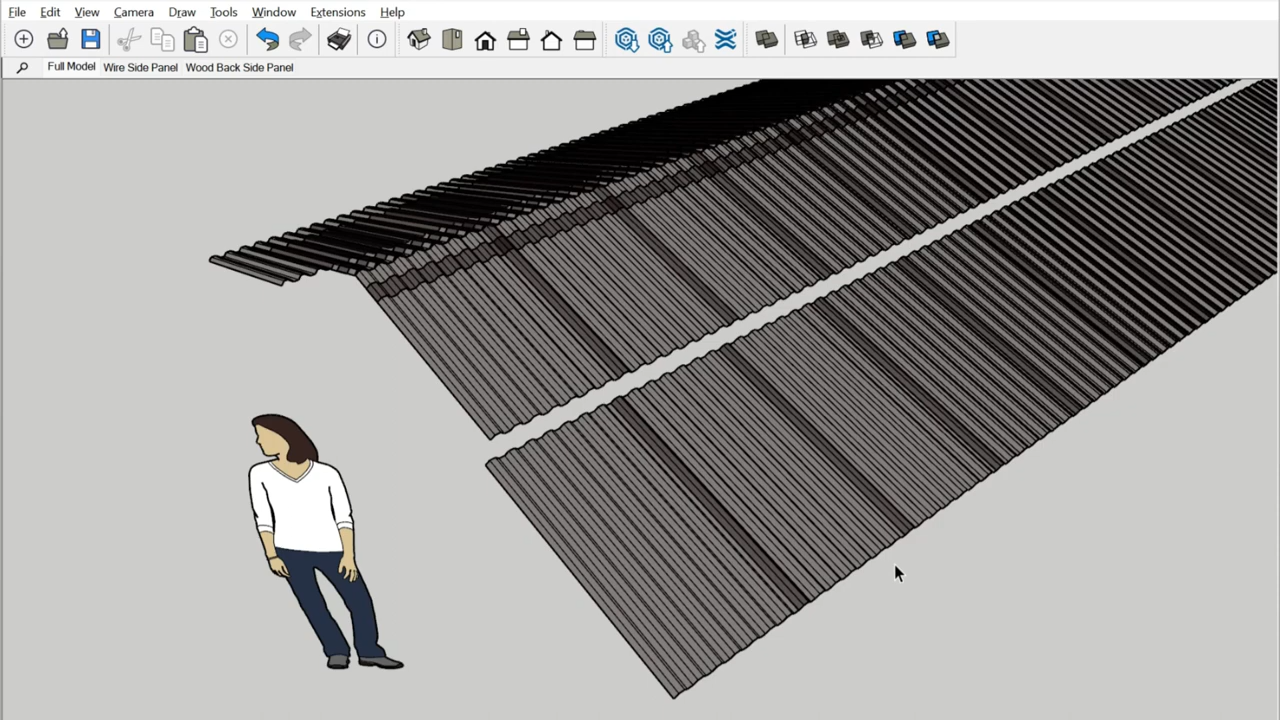 File Edit View Camera Draw Tools Window Extensions Help
Full Model Wire Side Panel Wood Back Side Panel